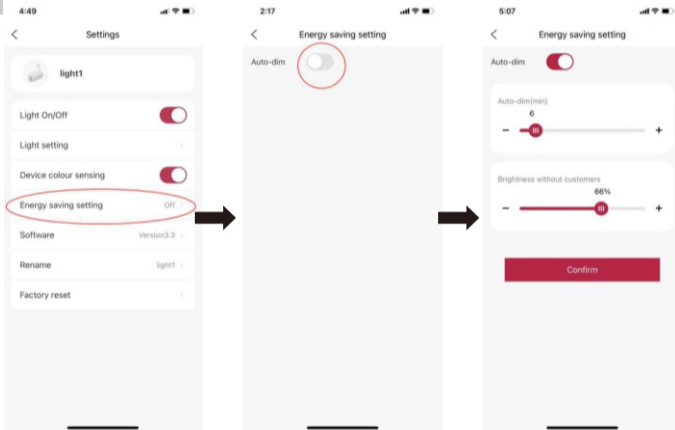 4:49
Settings
light1
Light On/Off
Light setting
Device colour sensing
Energy saving setting Off
Software Version3.3
Rename light1
Factory reset
2:17
Energy saving setting
Auto-dim
5:07
Energy saving setting
Auto-dim
Auto-dim(min)
6
- +
Brightness without customers
66%
- +
Confirm